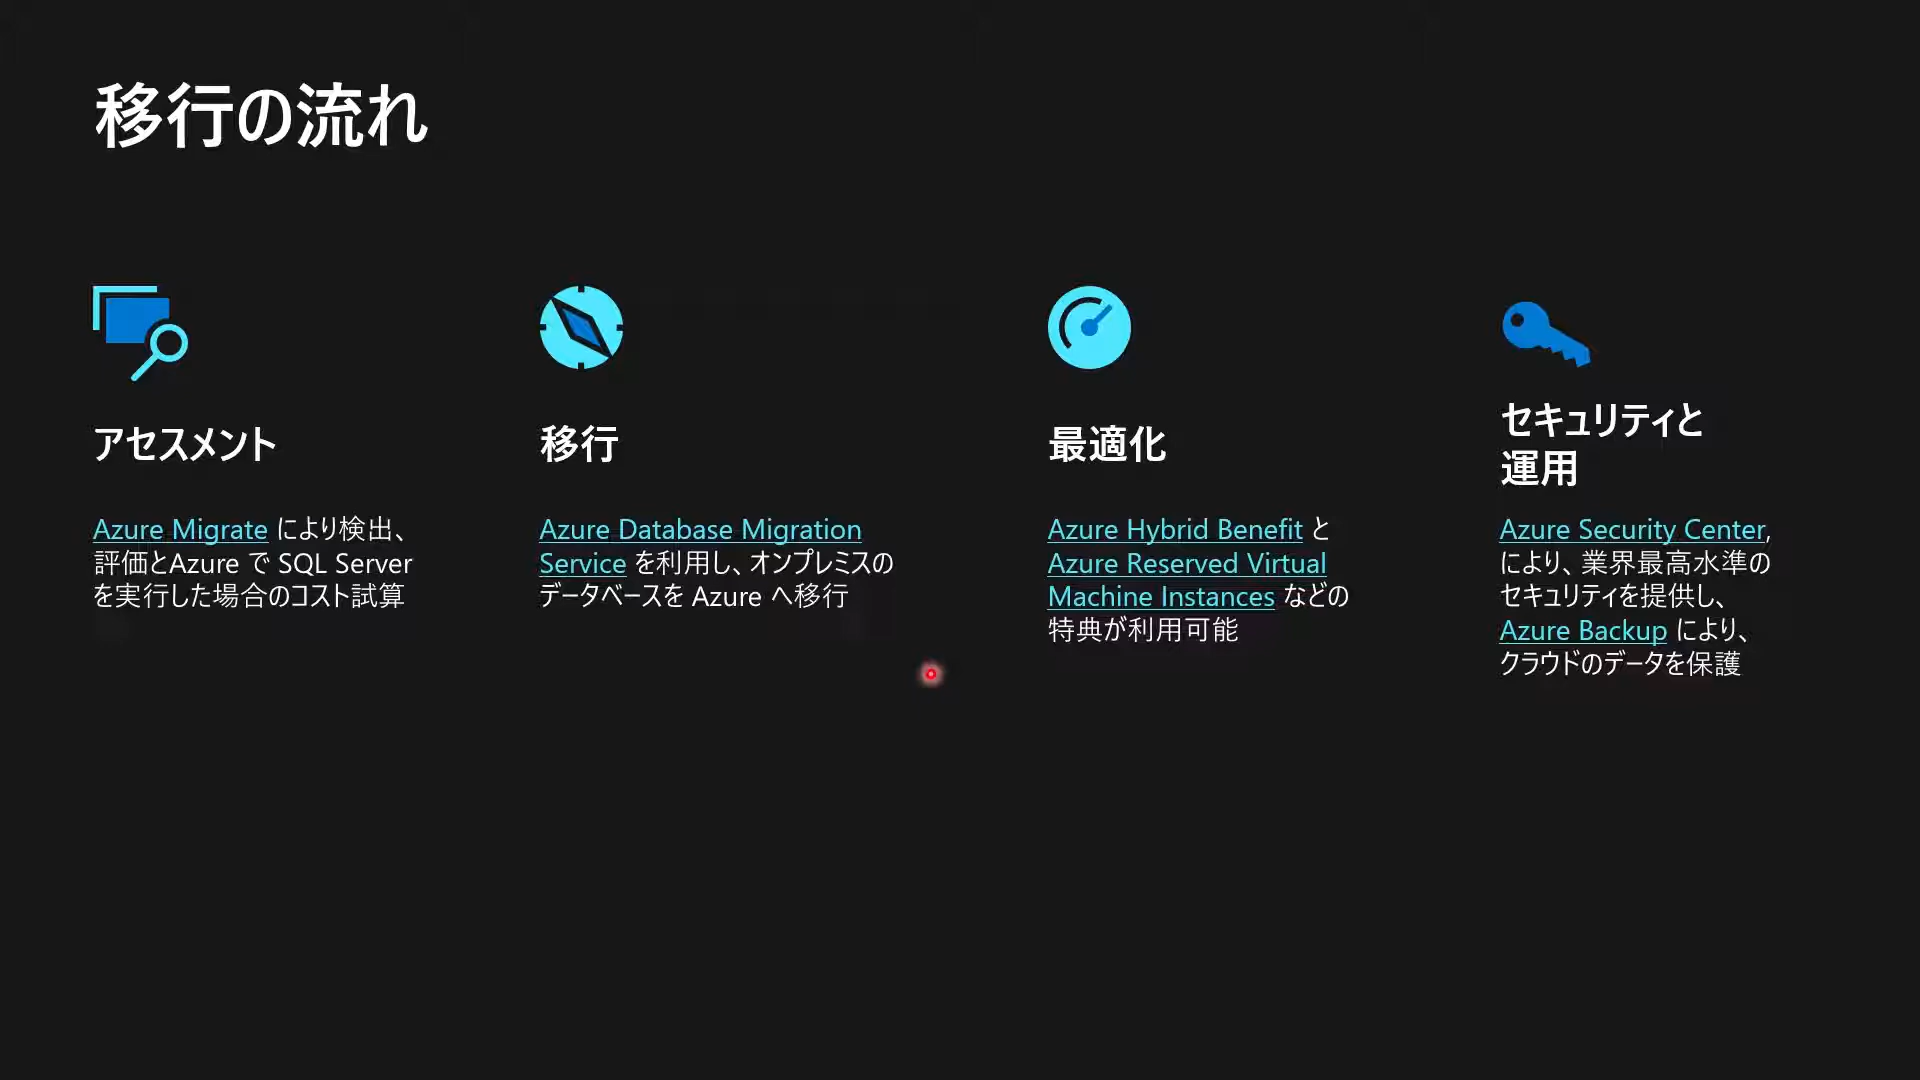 移行の流れ
アセスメント
Azure Migrate により検出、
評価とAzure で SQL Server
を実行した場合のコスト試算
移行
Azure Database Migration
Service を利用し、オンプレミスの
データベースを Azure へ移行
最適化
Azure Hybrid Benefit と
Azure Reserved Virtual
Machine Instances などの
特典が利用可能
セキュリティと
運用
Azure Security Center,
により、業界最高水準の
セキュリティを提供し、
Azure Backup により、
クラウドのデータを保護